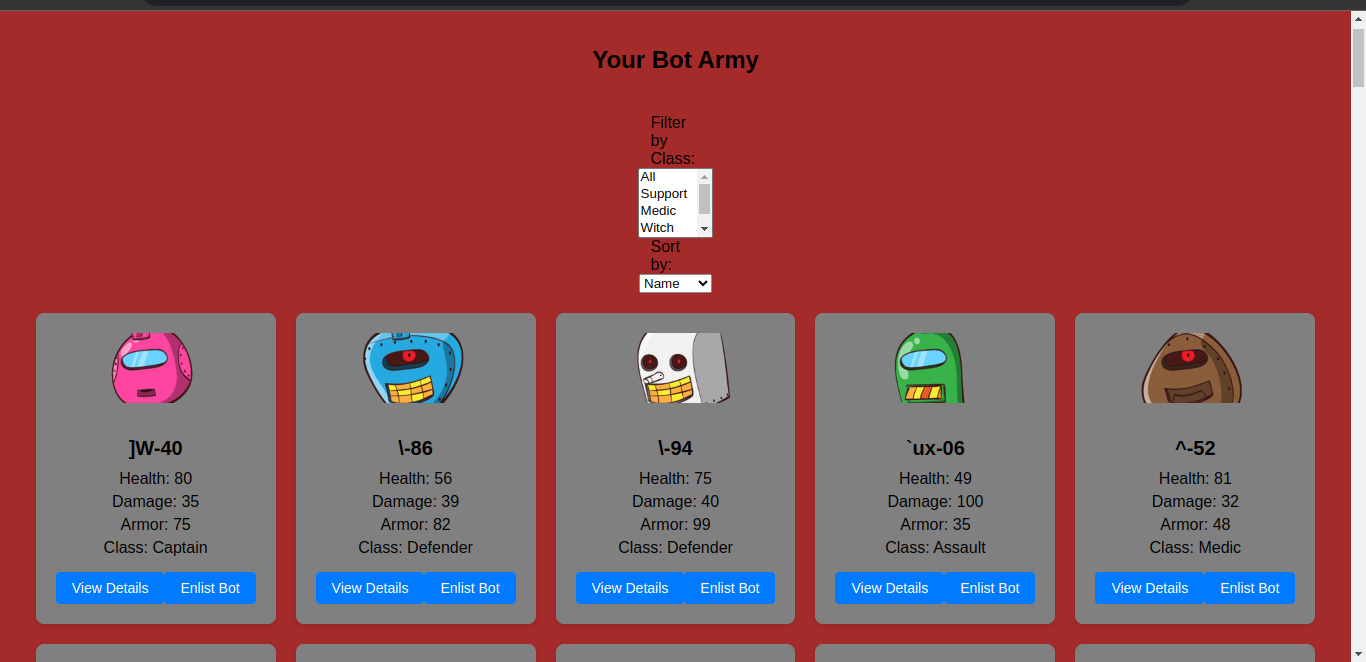 Your Bot Army
Filter
by
Class:
All
Support
Medic
Witch
Sort
by:
Name
]W-40
Health: 80
Damage: 35
Armor: 75
Class: Captain
View Details
Enlist Bot
\-86
Health: 56
Damage: 39
Armor: 82
Class: Defender
View Details
Enlist Bot
\-94
Health: 75
Damage: 40
Armor: 99
Class: Defender
View Details
Enlist Bot
`ux-06
Health: 49
Damage: 100
Armor: 35
Class: Assault
View Details
Enlist Bot
^-52
Health: 81
Damage: 32
Armor: 48
Class: Medic
View Details
Enlist Bot